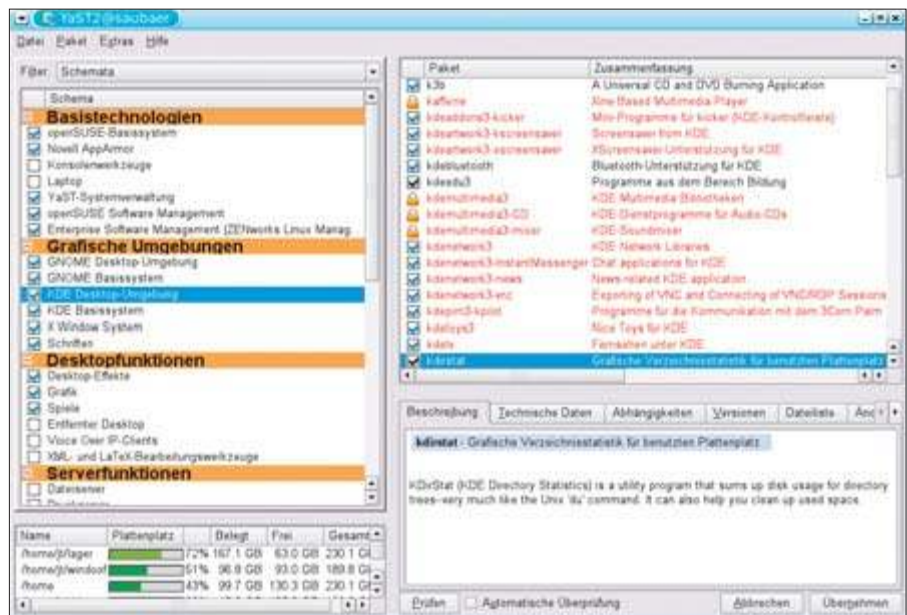 YaST2@saubaer
Datei Paket Extras Hilfe
Filter: Schemata
Schema
Basistechnologien
openSUSE-Basissystem
Novell AppArmor
Konsolenwerkzeuge
Laptop
YaST-Systemverwaltung
openSUSE Software Management
Enterprise Software Management (ZENworks Linux Manag
Grafische Umgebungen
GNOME Desktop-Umgebung
GNOME Basissystem
KDE Desktop-Umgebung
KDE Basissystem
X Window System
Schriften
Desktopfunktionen
Desktop-Effekte
Grafik
Spiele
Entfernter Desktop
Voice Over IP-Clients
XML- und LaTeX-Bearbeitungswerkzeuge
Serverfunktionen
Dateiserver
Name Plattenplatz Belegt Frei Gesamt
/home/jt/lager 72% 167.1 GB 63.0 GB 230.1 GB
/home/jt/windoof 51% 96.8 GB 93.0 GB 189.8 G
/home 43% 99.7 GB 130.3 GB 230.1 G
Paket Zusammenfassung
k3b A Universal CD and DVD Burning Application
kaffeine Xine Based Multimedia Player
kdeaddons3-kicker Mini-Programme für kicker (KDE-Kontrollleiste)
kdeartwork3-kscreensaver Screensaver from KDE
kdeartwork3-xscreensaver XScreensaver-Unterstützung für KDE
kdebluetooth Bluetooth-Unterstützung für KDE
kdeedu3 Programme aus dem Bereich Bildung
kdemultimedia3 KDE Multimedia Bibliotheken
kdemultimedia3-CD KDE-Dienstprogramme für Audio-CDs
kdemultimedia3-mixer KDE-Soundmixer
kdenetwork3 KDE Network Libraries
kdenetwork3-InstantMessenger Chat applications for KDE
kdenetwork3-news News-related KDE application
kdenetwork3-vnc Exporting of VNC and Connecting of VNC/RDP Sessions
kdepim3-kpilot Programme für die Kommunikation mit dem 3Com Palm
kdetoys3 Nice Toys for KDE
kdetv Fernsehen unter KDE
kdirstat Grafische Verzeichnisstatistik für benutzten Plattenplatz
Beschreibung Technische Daten Abhängigkeiten Versionen Dateiliste
kdirstat - Grafische Verzeichnisstatistik für benutzten Plattenplatz
KDirStat (KDE Directory Statistics) is a utility program that sums up disk usage for directory
trees--very much like the Unix 'du' command. It can also help you clean up used space.
Prüfen Automatische Überprüfung Abbrechen Übernehmen